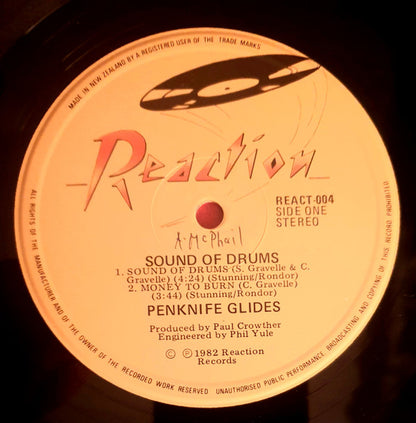 MADE IN NEW ZEALAND BY A REGISTERED USER OF THE TRADE MARKS
Reaction
REACT-004
SIDE ONE
STEREO
A. McPhail
SOUND OF DRUMS
1. SOUND OF DRUMS (S. Gravelle & C.
Gravelle) (4:24) (Stunning/Rondor)
2. MONEY TO BURN (C. Gravelle)
(3:44) (Stunning/Rondor)
PENKNIFE GLIDES
Produced by Paul Crowther
Engineered by Phil Yule
© ℗ 1982 Reaction
Records
ALL RIGHTS OF THE MANUFACTURER AND OF THE OWNER OF THE RECORDED WORK RESERVED UNAUTHORISED PUBLIC PERFORMANCE, BROADCASTING AND COPYING OF THIS RECORD PROHIBITED